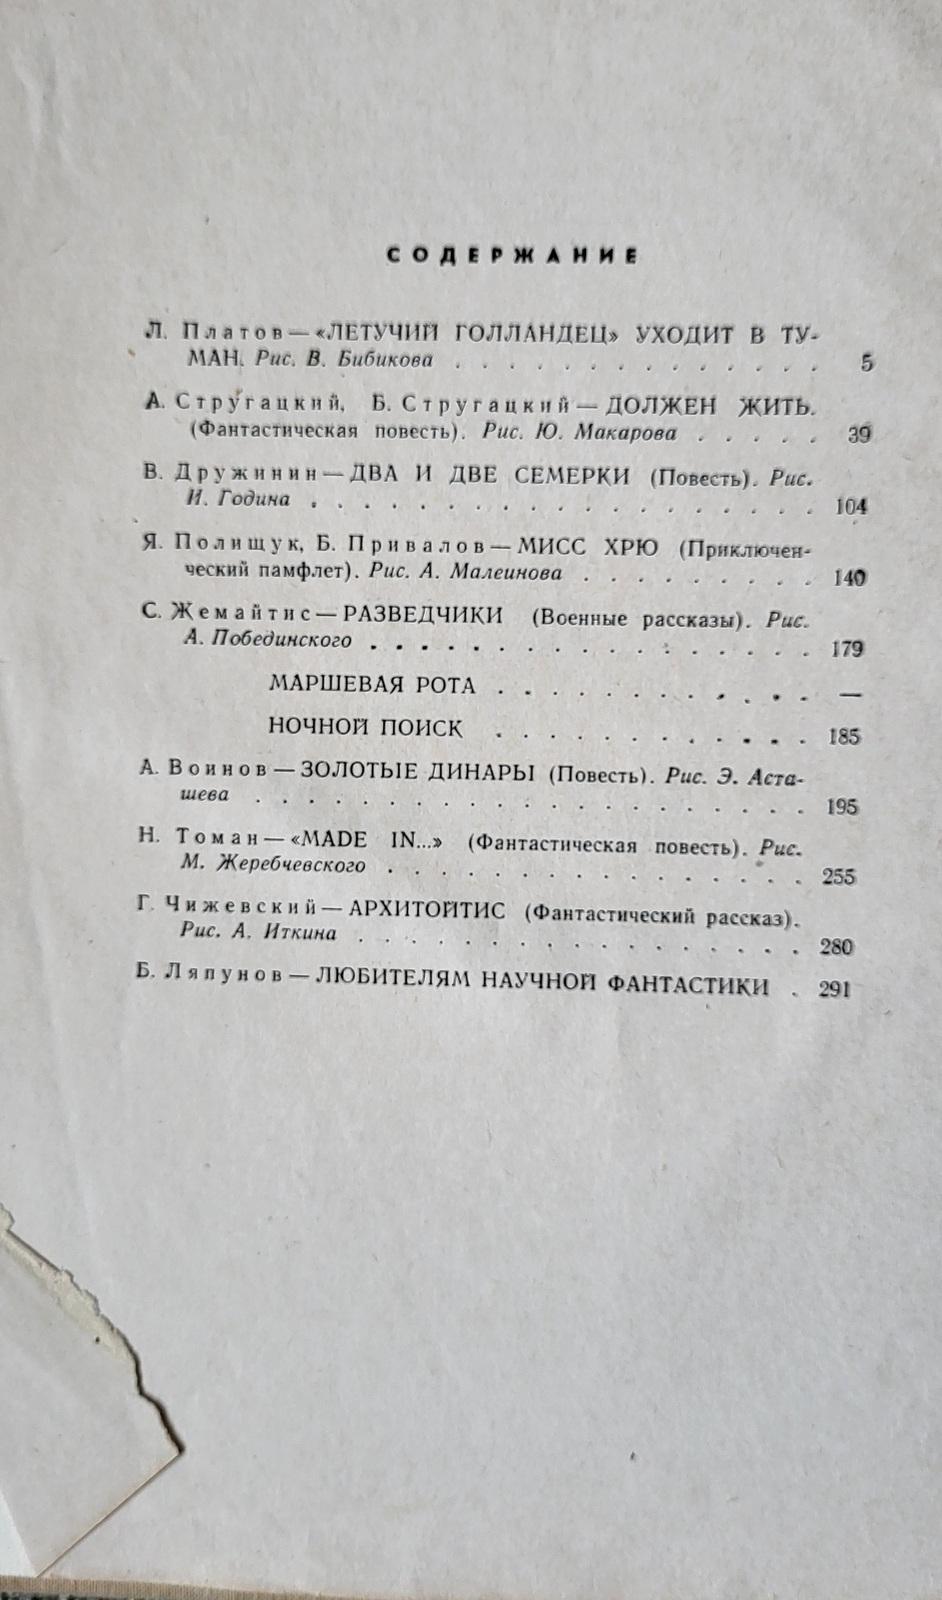 СОДЕРЖАНИЕ
Л. Платов — «ЛЕТУЧИЙ ГОЛЛАНДЕЦ» УХОДИТ В ТУ-
МАН. Рис. В. Бибикова . . . . . . . . . . . . . 5
А. Стругацкий, Б. Стругацкий — ДОЛЖЕН ЖИТЬ.
(Фантастическая повесть). Рис. Ю. Макарова . . . . . 39
В. Дружинин — ДВА И ДВЕ СЕМЕРКИ (Повесть). Рис.
И. Година . . . . . . . . . . . . . . . . . . 104
Я. Полищук, Б. Привалов — МИСС ХРЮ (Приключен-
ческий памфлет). Рис. А. Малеинова . . . . . . . . . 140
С. Жемайтис — РАЗВЕДЧИКИ (Военные рассказы). Рис.
А. Побединского . . . . . . . . . . . . . . . . . 179
МАРШЕВАЯ РОТА . . . . . . . . . . . . —
НОЧНОЙ ПОИСК . . . . . . . . . . . . 185
А. Воинов — ЗОЛОТЫЕ ДИНАРЫ (Повесть). Рис. Э. Аста-
шева . . . . . . . . . . . . . . . . . . . . . 195
Н. Томан — «MADE IN...» (Фантастическая повесть). Рис.
М. Жеребчевского . . . . . . . . . . . . . . . 255
Г. Чижевский — АРХИТОЙТИС (Фантастический рассказ).
Рис. А. Иткина . . . . . . . . . . . . . . . . . 280
Б. Ляпунов — ЛЮБИТЕЛЯМ НАУЧНОЙ ФАНТАСТИКИ . 291